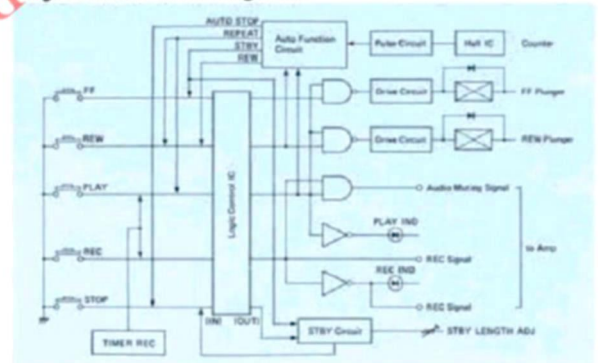 AUTO STOP
REPEAT
STBY
REW
Auto Function
Circuit
Pulse Circuit
Hall IC
Counter
FF
Drive Circuit
FF Plunger
REW
Drive Circuit
REW Plunger
PLAY
Logic Control IC
Audio Muting Signal
PLAY IND
to Amp
REC
REC Signal
REC IND
STOP
REC Signal
(IN) (OUT)
TIMER REC
STBY Circuit
STBY LENGTH ADJ